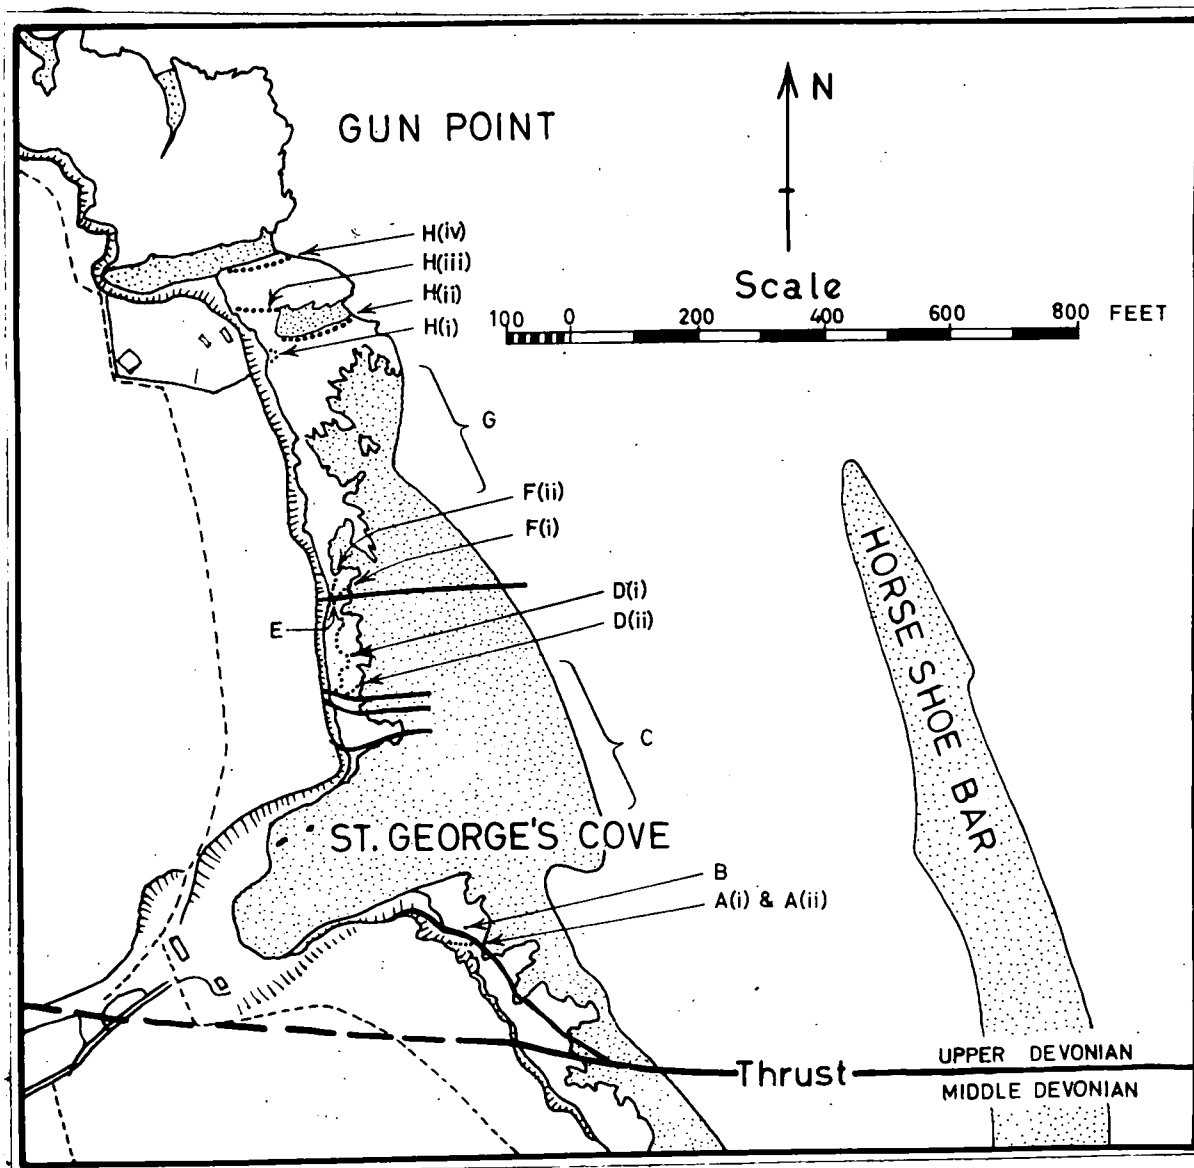 GUN POINT
N
H(iv)
H(iii)
H(ii)
H(i)
Scale
100 0 200 400 600 800 FEET
G
F(ii)
F(i)
D(i)
E
D(ii)
C
HORSE SHOE BAR
ST. GEORGE'S COVE
B
A(i) & A(ii)
UPPER DEVONIAN
Thrust
MIDDLE DEVONIAN